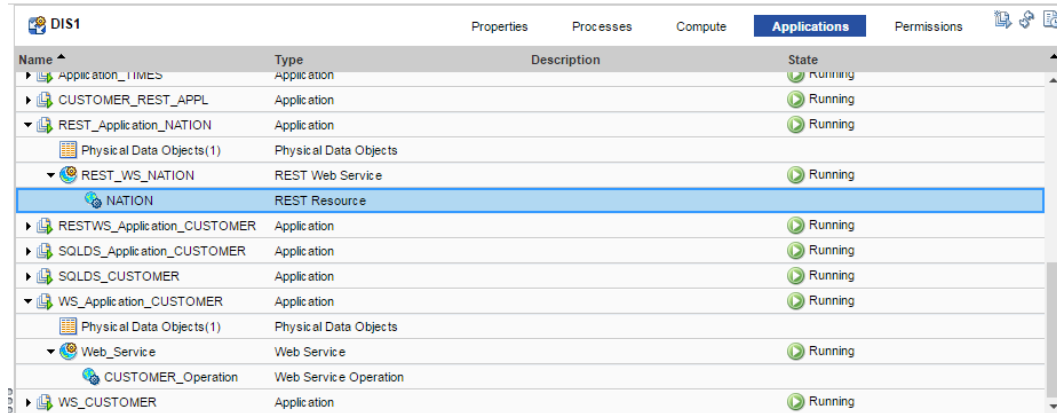 DIS1 Properties Processes Compute Applications Permissions
Name Type Description State
Application_TIMES Application Running
CUSTOMER_REST_APPL Application Running
REST_Application_NATION Application Running
Physical Data Objects(1) Physical Data Objects
REST_WS_NATION REST Web Service Running
NATION REST Resource
RESTWS_Application_CUSTOMER Application Running
SQLDS_Application_CUSTOMER Application Running
SQLDS_CUSTOMER Application Running
WS_Application_CUSTOMER Application Running
Physical Data Objects(1) Physical Data Objects
Web_Service Web Service Running
CUSTOMER_Operation Web Service Operation
WS_CUSTOMER Application Running